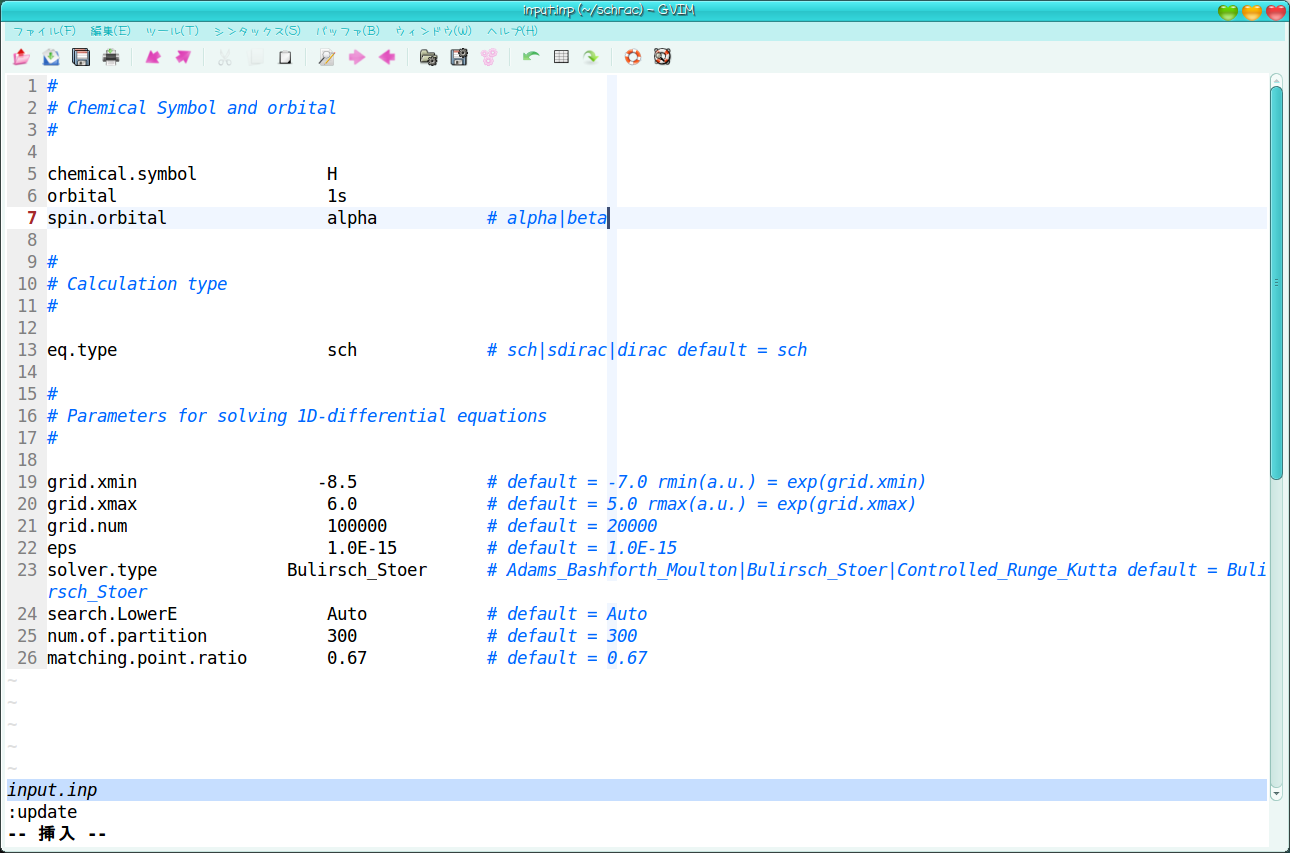 input.inp (~/schrac) - GVIM
ファイル(F) 編集(E) ツール(T) シンタックス(S) バッファ(B) ウィンドウ(W) ヘルプ(H)
1 #
2 # Chemical Symbol and orbital
3 #
4
5 chemical.symbol H
6 orbital 1s
7 spin.orbital alpha # alpha|beta
8
9 #
10 # Calculation type
11 #
12
13 eq.type sch # sch|sdirac|dirac default = sch
14
15 #
16 # Parameters for solving 1D-differential equations
17 #
18
19 grid.xmin -8.5 # default = -7.0 rmin(a.u.) = exp(grid.xmin)
20 grid.xmax 6.0 # default = 5.0 rmax(a.u.) = exp(grid.xmax)
21 grid.num 100000 # default = 20000
22 eps 1.0E-15 # default = 1.0E-15
23 solver.type Bulirsch_Stoer # Adams_Bashforth_Moulton|Bulirsch_Stoer|Controlled_Runge_Kutta default = Buli
rsch_Stoer
24 search.LowerE Auto # default = Auto
25 num.of.partition 300 # default = 300
26 matching.point.ratio 0.67 # default = 0.67
~
~
~
~
~
input.inp
:update
-- 挿入 --